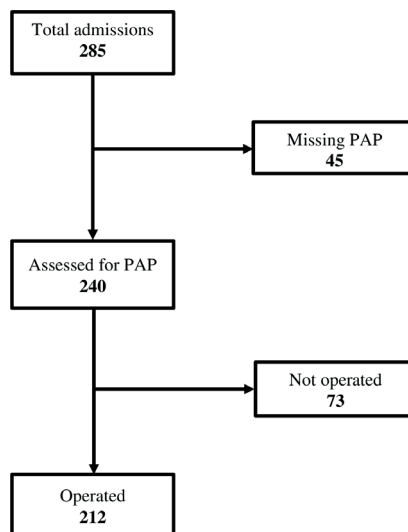 Total admissions
285
Missing PAP
45
Assessed for PAP
240
Not operated
73
Operated
212